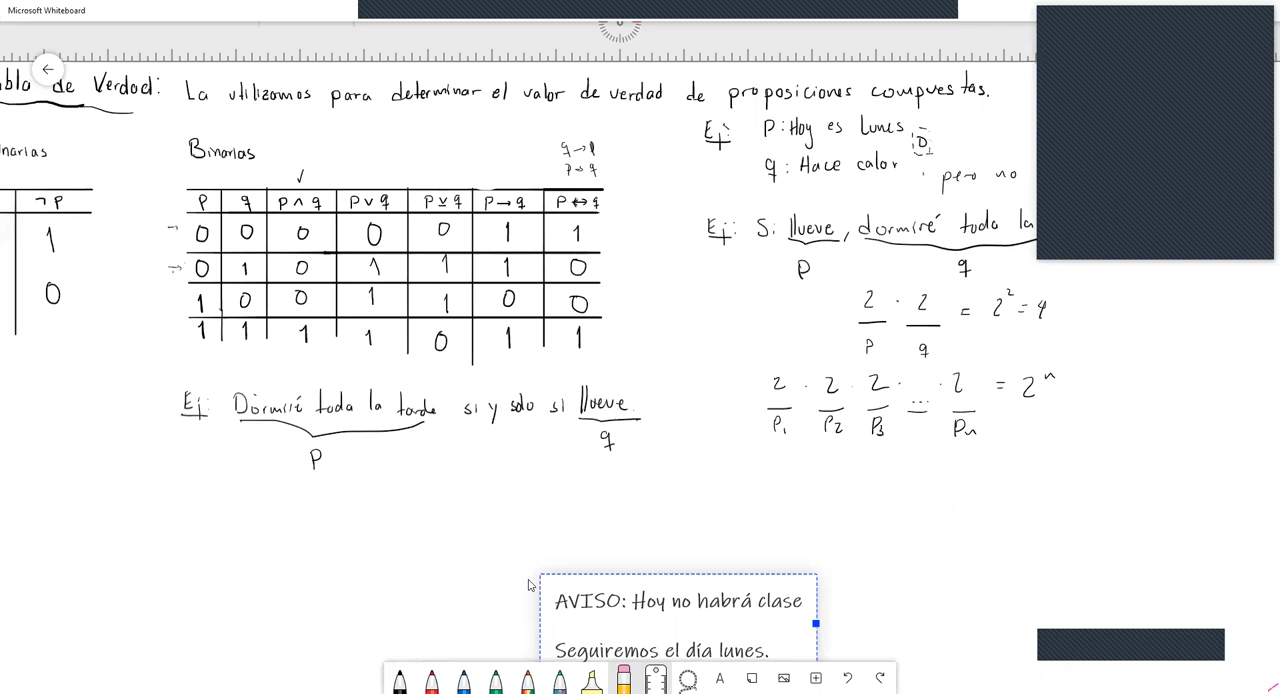 Microsoft Whiteboard
abla de Verdad: La utilizamos para determinar el valor de verdad de proposiciones compuestas.
narias
Binarias
q → p
p → q
✓
¬P
1
0
P q P ∧ q P ∨ q P ⊻ q P → q P ↔ q
0 0 0 0 0 1 1
0 1 0 1 1 1 0
1 0 0 1 1 0 0
1 1 1 1 0 1 1
Ej: Dormiré toda la tarde si y solo si llueve.
P q
Ej: P: Hoy es Lunes
q: Hace calor
pero no
Ej: Si llueve, dormiré toda la
P q
2 · 2 = 2² = 4
P q
2 · 2 · 2 · ... · 2 = 2ⁿ
P₁ P₂ P₃ Pₙ
AVISO: Hoy no habrá clase
Seguiremos el día lunes.
A